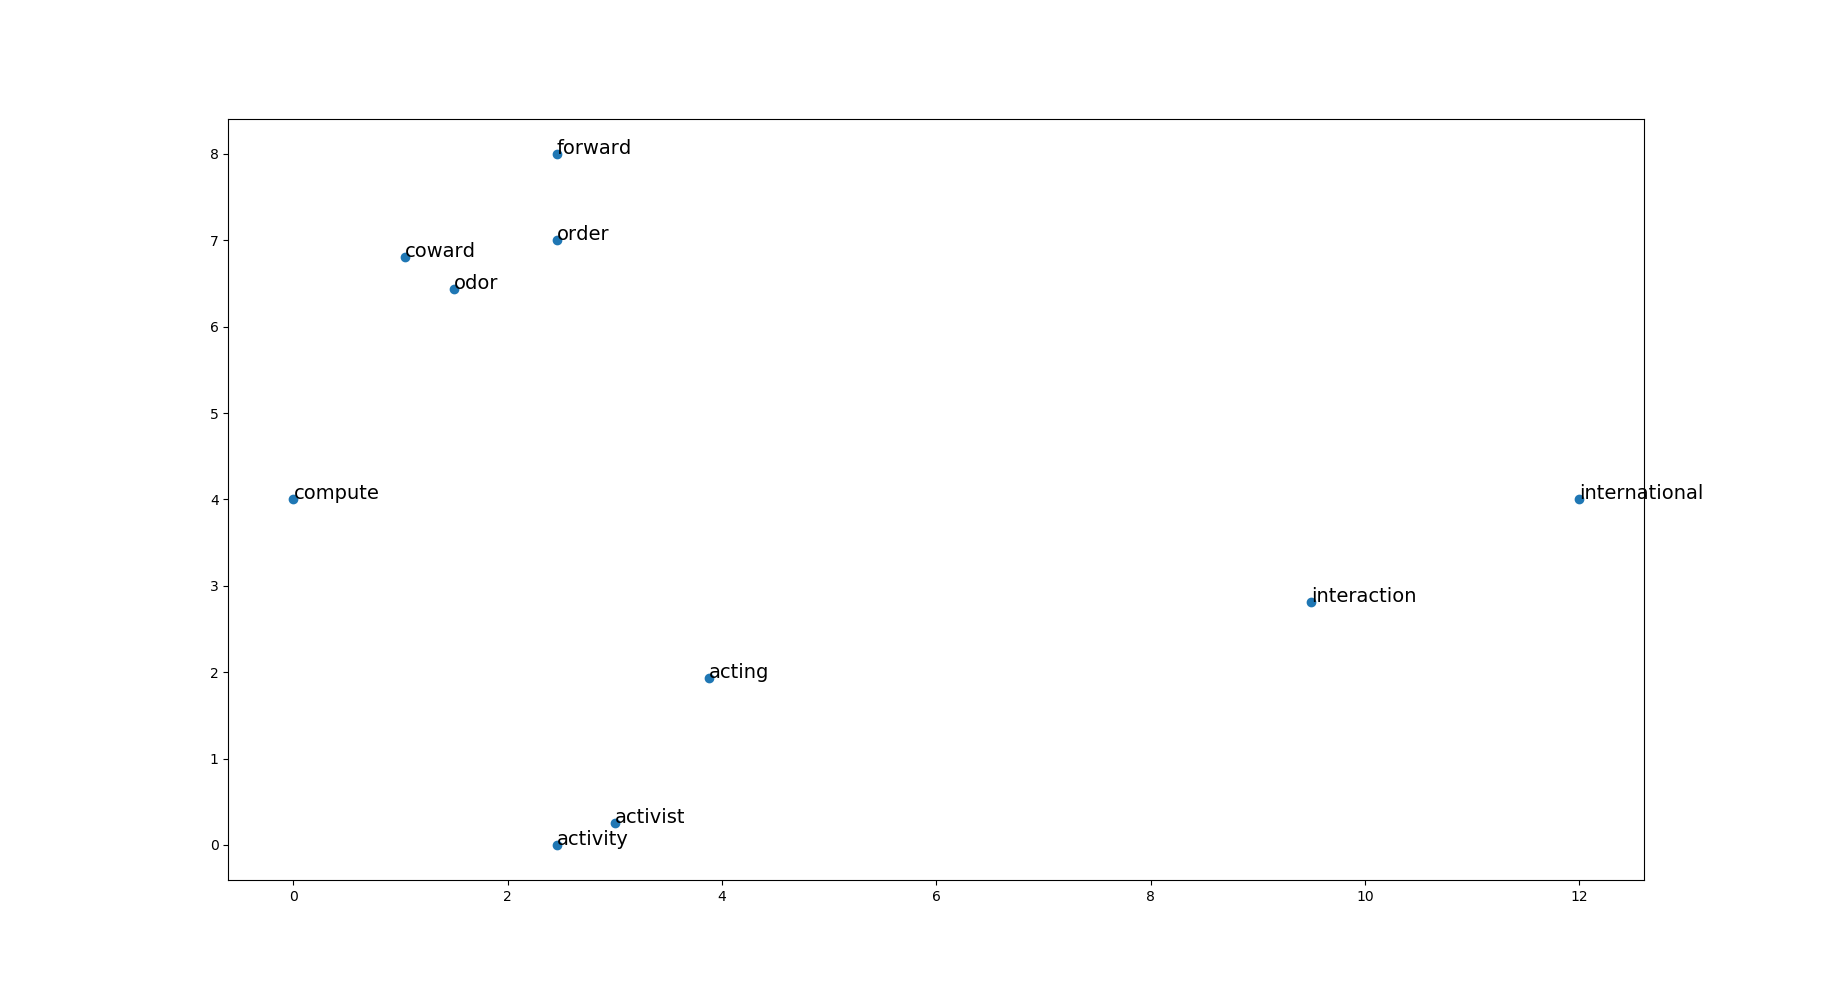 8
forward
7
order
coward
odor
6
5
4
compute
international
3
interaction
2
acting
1
activist
0
activity
0 2 4 6 8 10 12